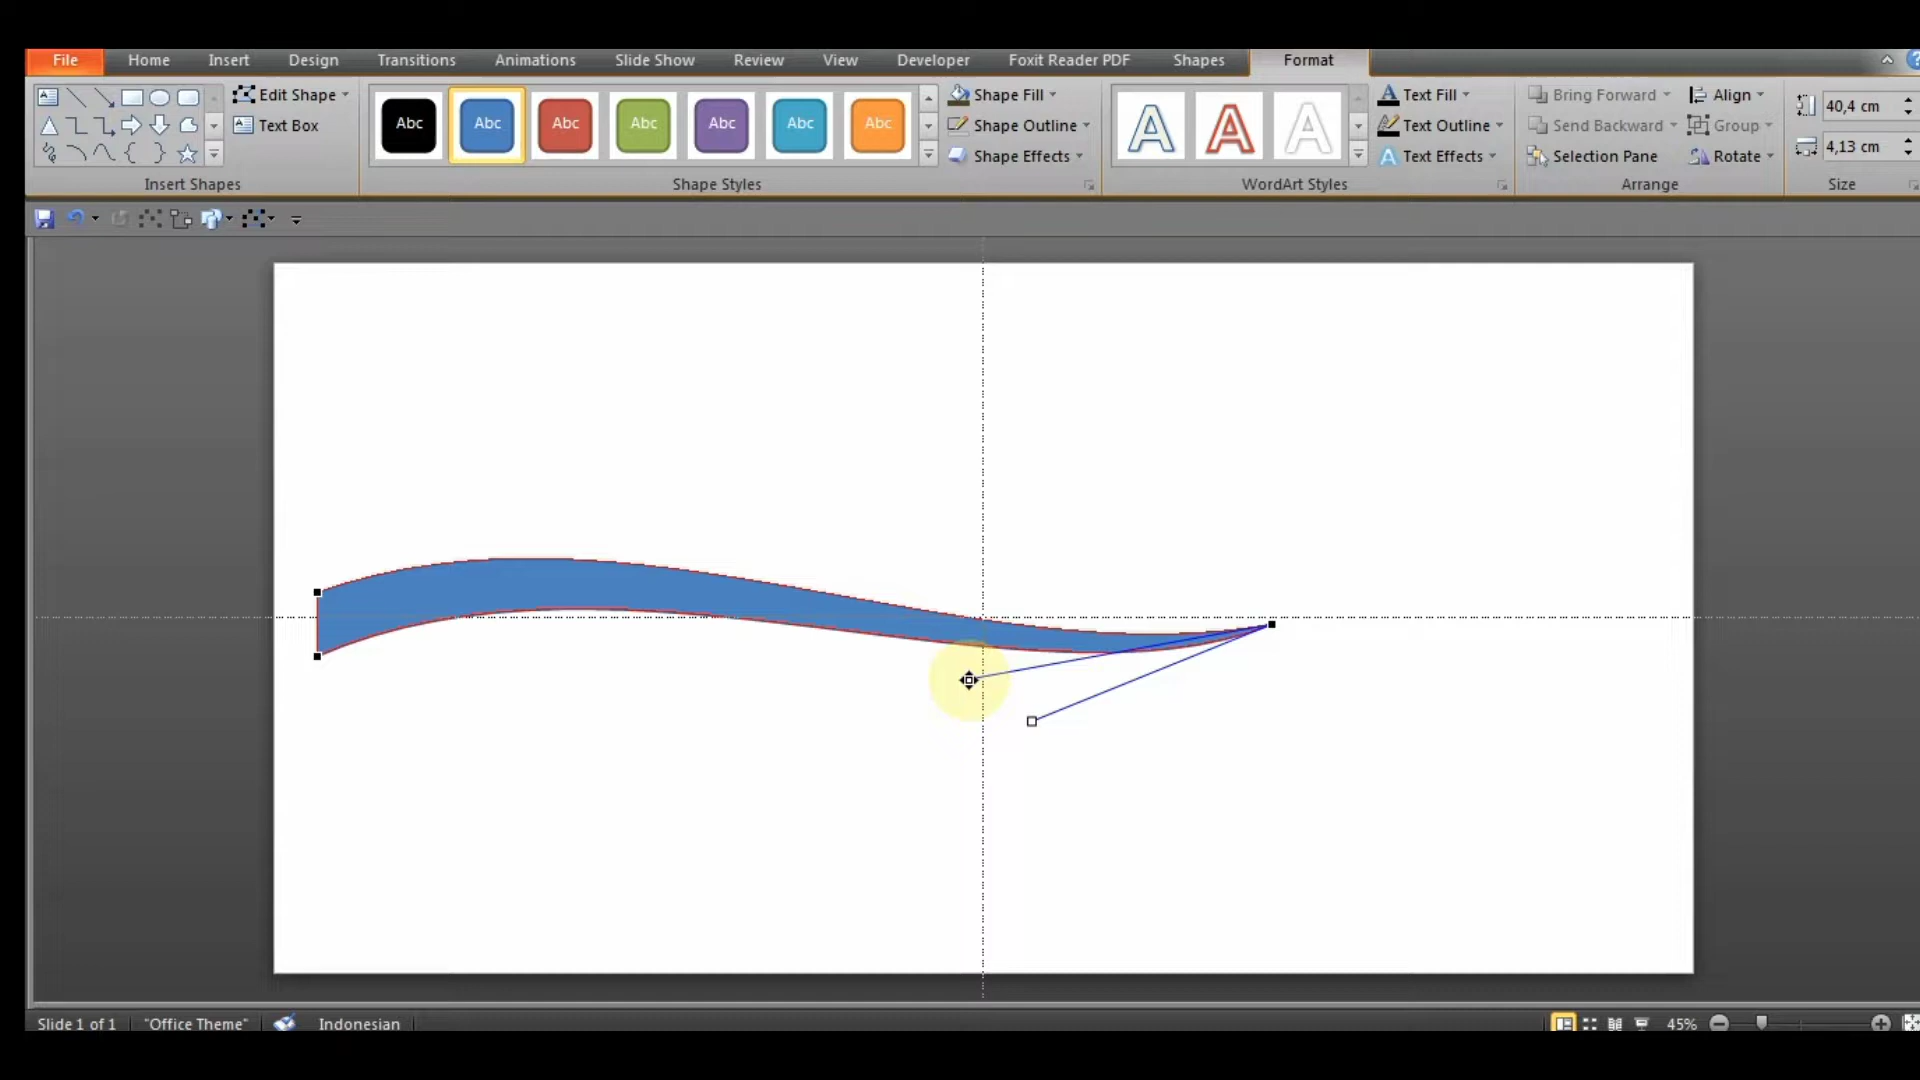 File Home Insert Design Transitions Animations Slide Show Review View Developer Foxit Reader PDF Shapes Format
Edit Shape
Text Box
Insert Shapes
Abc Abc Abc Abc Abc Abc Abc
Shape Styles
Shape Fill
Shape Outline
Shape Effects
A A A
WordArt Styles
Text Fill
Text Outline
Text Effects
Bring Forward
Send Backward
Selection Pane
Align
Group
Rotate
Arrange
40,4 cm
4,13 cm
Size
Slide 1 of 1 "Office Theme" Indonesian 45%